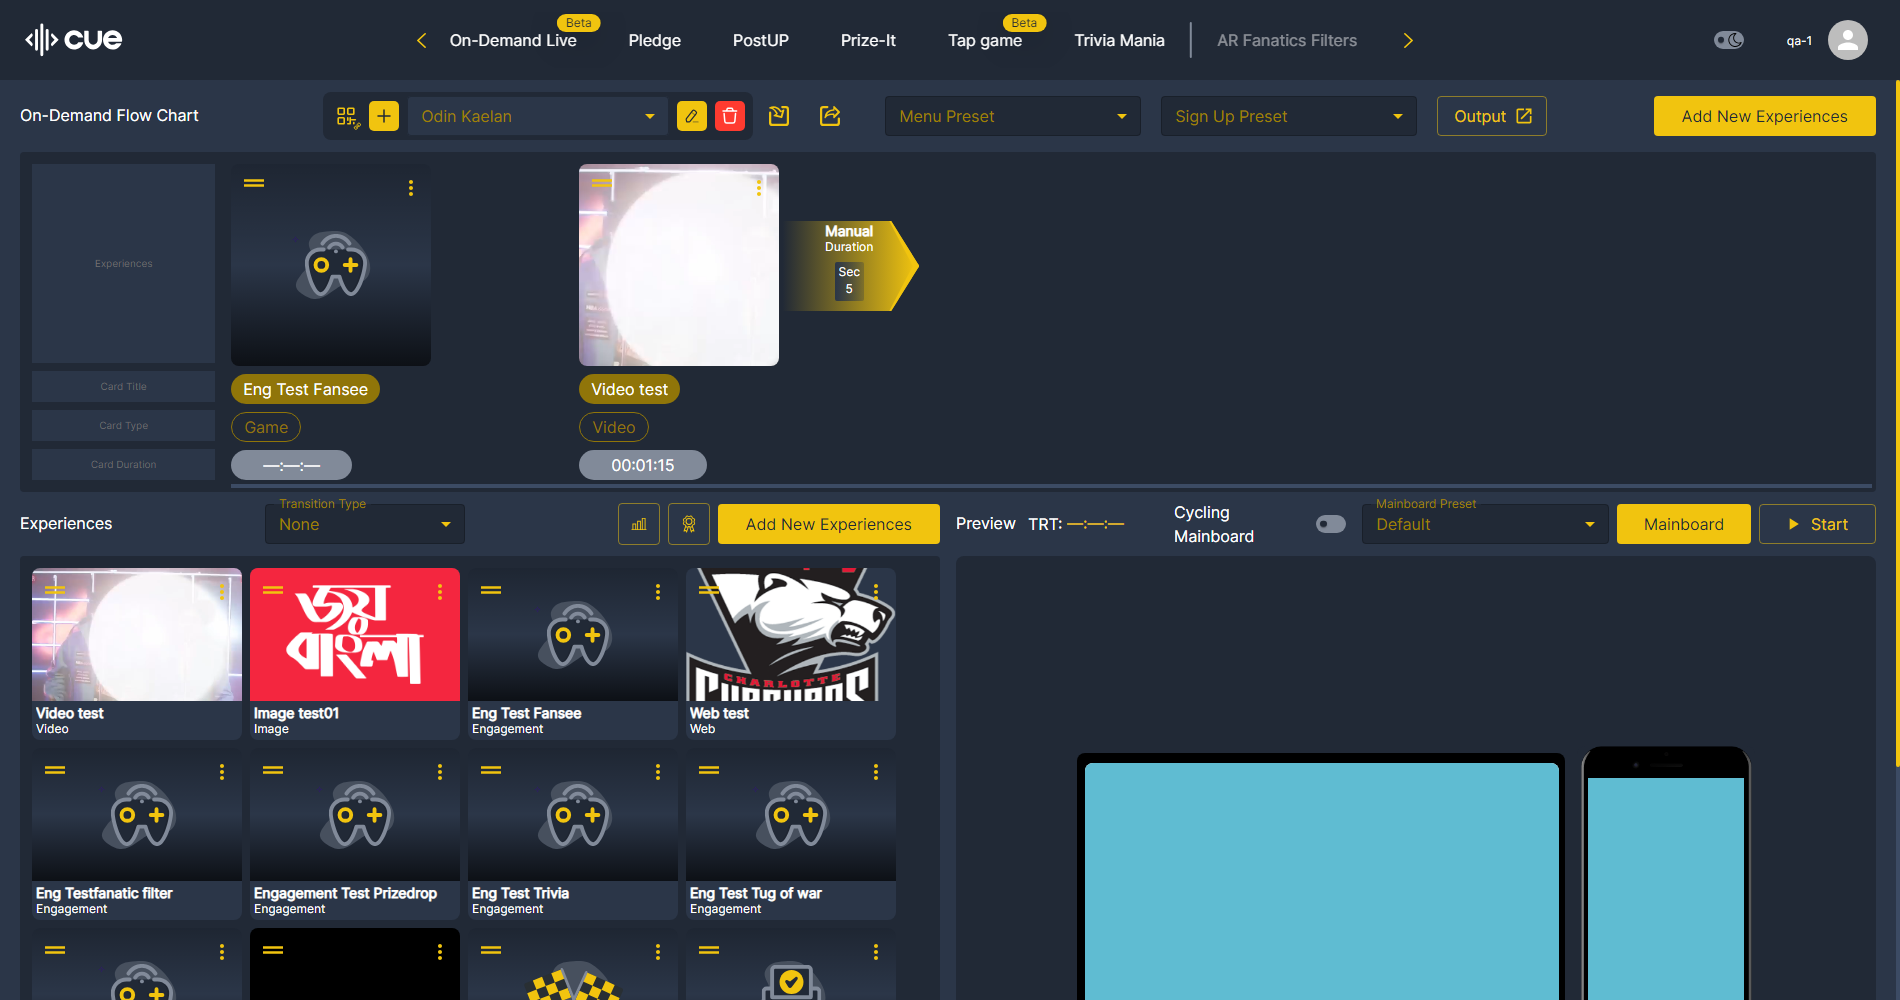 cue
Beta
On-Demand Live
Pledge
PostUP
Prize-It
Beta
Tap game
Trivia Mania
AR Fanatics Filters
qa-1
On-Demand Flow Chart
Odin Kaelan
Menu Preset
Sign Up Preset
Output
Add New Experiences
Experiences
Card Title
Card Type
Card Duration
Eng Test Fansee
Game
—:—:—
Video test
Video
00:01:15
Manual
Duration
Sec
5
Experiences
Transition Type
None
Add New Experiences
Preview
TRT: —:—:—
Cycling
Mainboard
Mainboard Preset
Default
Mainboard
Start
Video test
Video
জয়
বাংলা
Image test01
Image
Eng Test Fansee
Engagement
CHARLOTTE
Web test
Web
Eng Testfanatic filter
Engagement
Engagement Test Prizedrop
Engagement
Eng Test Trivia
Engagement
Eng Test Tug of war
Engagement